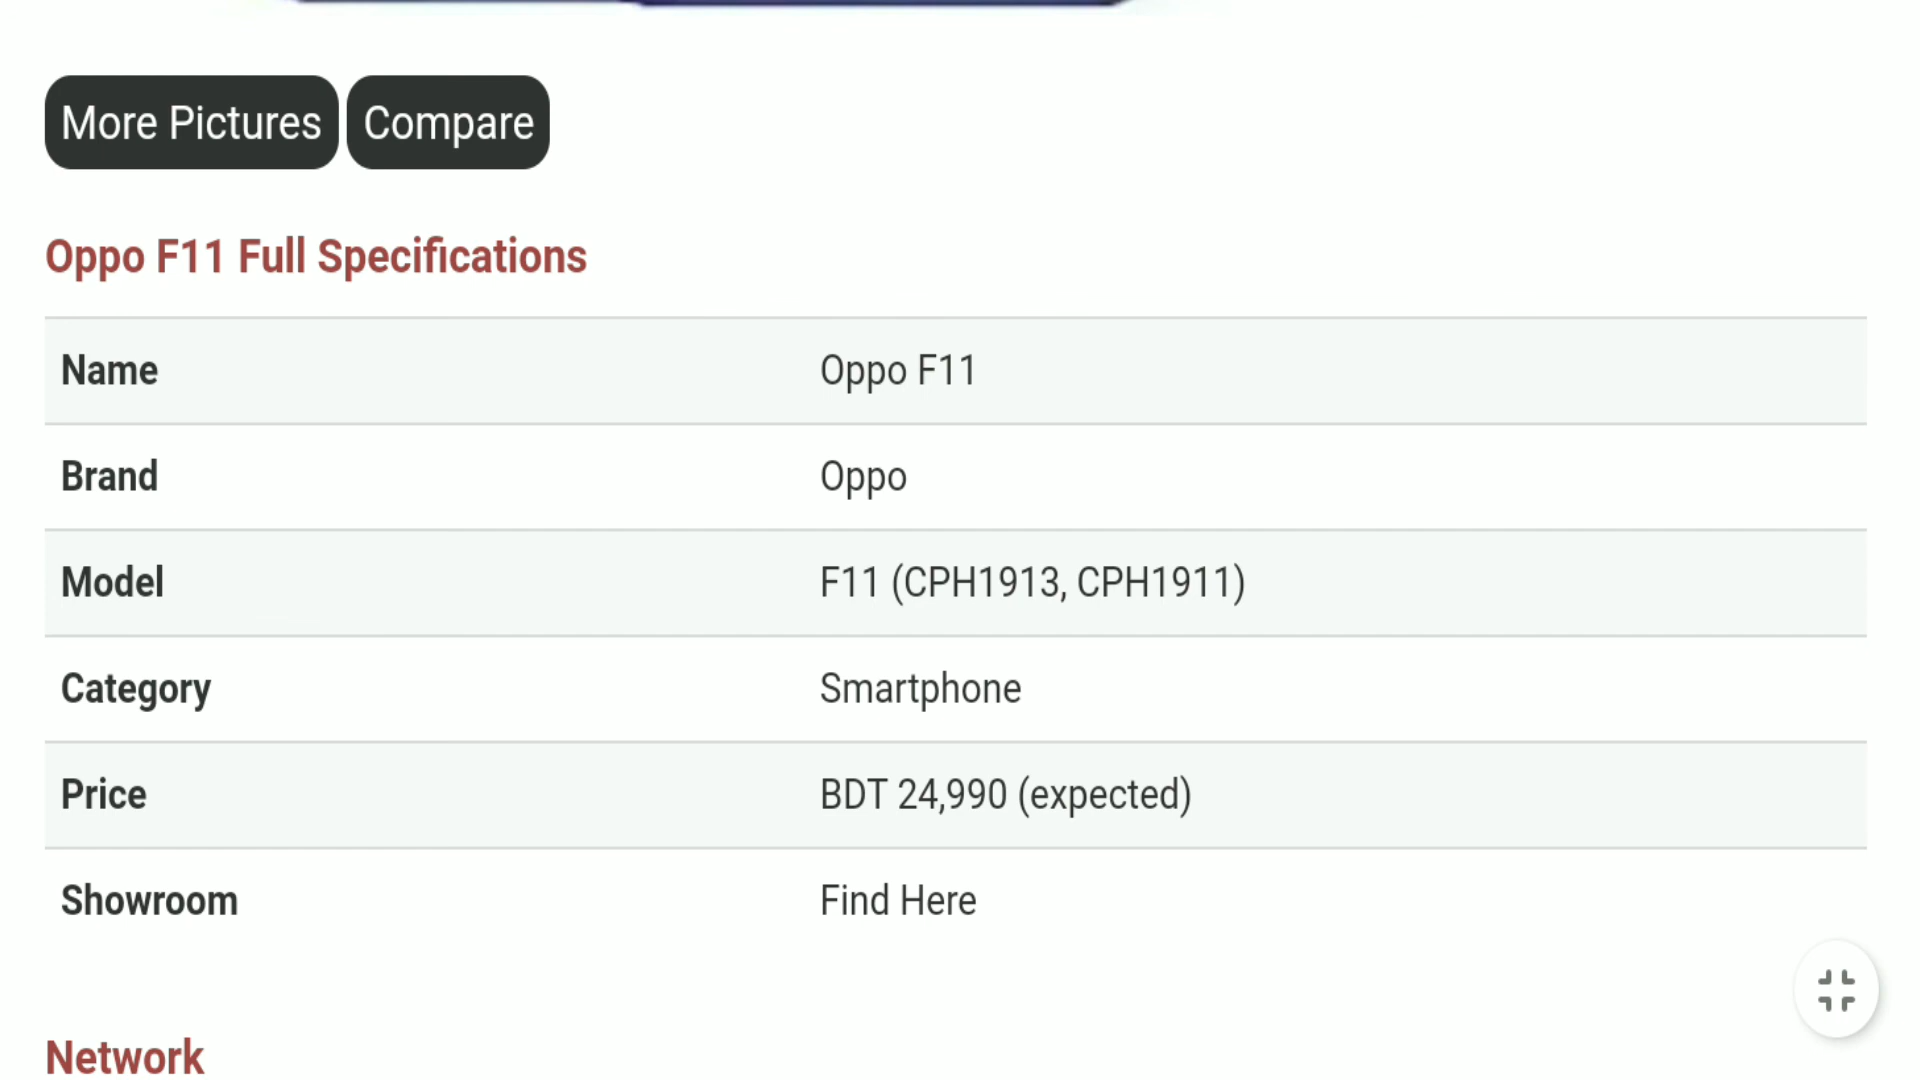 More Pictures Compare
Oppo F11 Full Specifications
Name Oppo F11
Brand Oppo
Model F11 (CPH1913, CPH1911)
Category Smartphone
Price BDT 24,990 (expected)
Showroom Find Here
Network